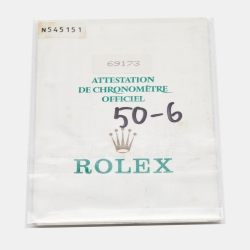 N545151
69173
ATTESTATION
DE CHRONOMÈTRE
OFFICIEL
50-6
ROLEX